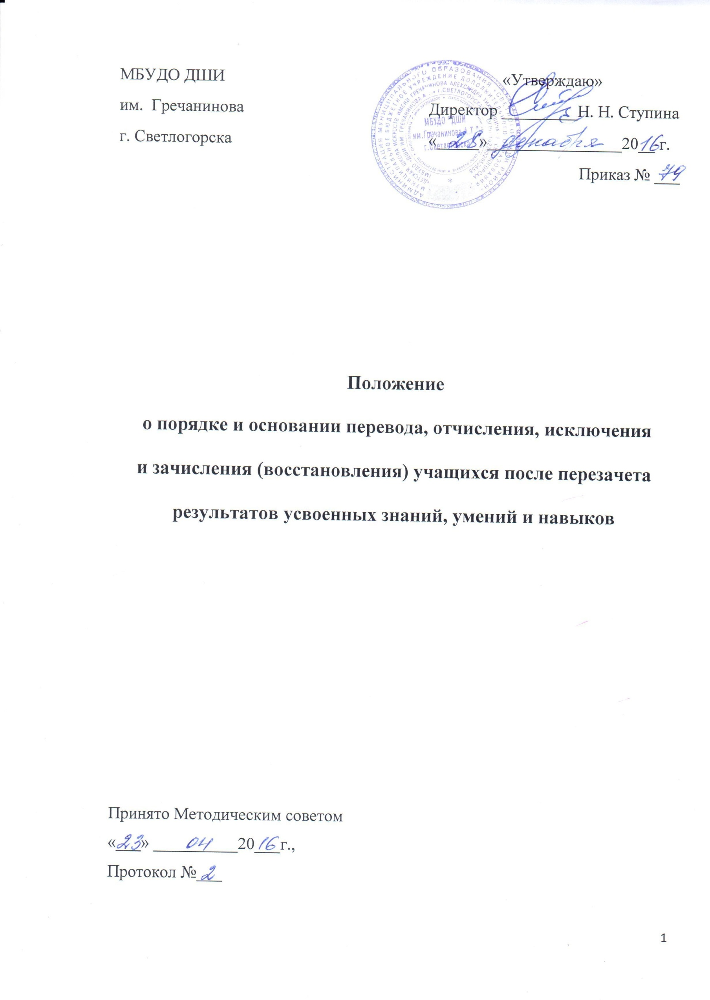 МБУДО ДШИ
им. Гречанинова
г. Светлогорска
«Утверждаю»
Директор _________Н. Н. Ступина
«28» декабря 2016г.
Приказ № 79
МБУДО "ДШИ
им.Гречанинова А.Т."
г.Светлогорска
Положение
о порядке и основании перевода, отчисления, исключения
и зачисления (восстановления) учащихся после перезачета
результатов усвоенных знаний, умений и навыков
Принято Методическим советом
«23» 04 2016г.,
Протокол № 2
1